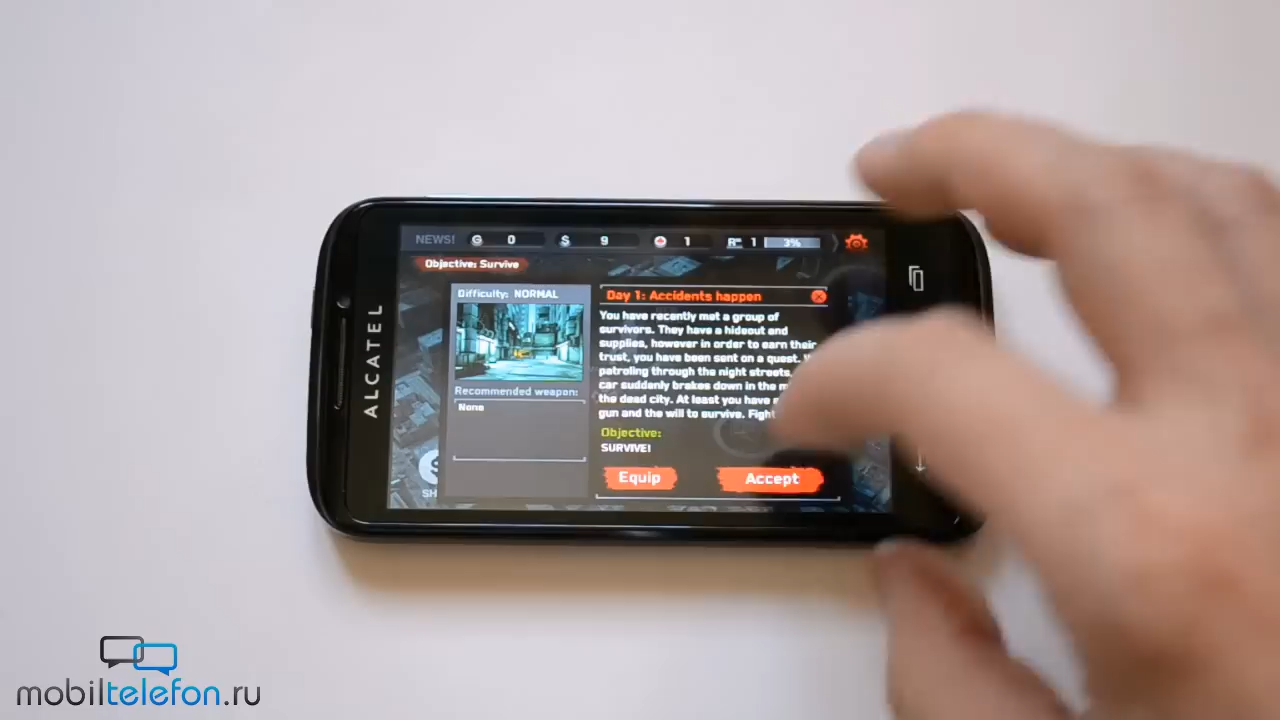 NEWS! G 0 S 9 1 R 1 3%
Objective: Survive
Difficulty: NORMAL
Recommended weapon:
None
Day 1: Accidents happen
You have recently met a group of
survivors. They have a hideout and
supplies, however in order to earn their
trust, you have been sent on a quest.
patroling through the night streets,
car suddenly brakes down in the
the dead city. At least you have
gun and the will to survive. Fight
Objective:
SURVIVE!
Equip
Accept
SH
ALCATEL
mobiltelefon.ru